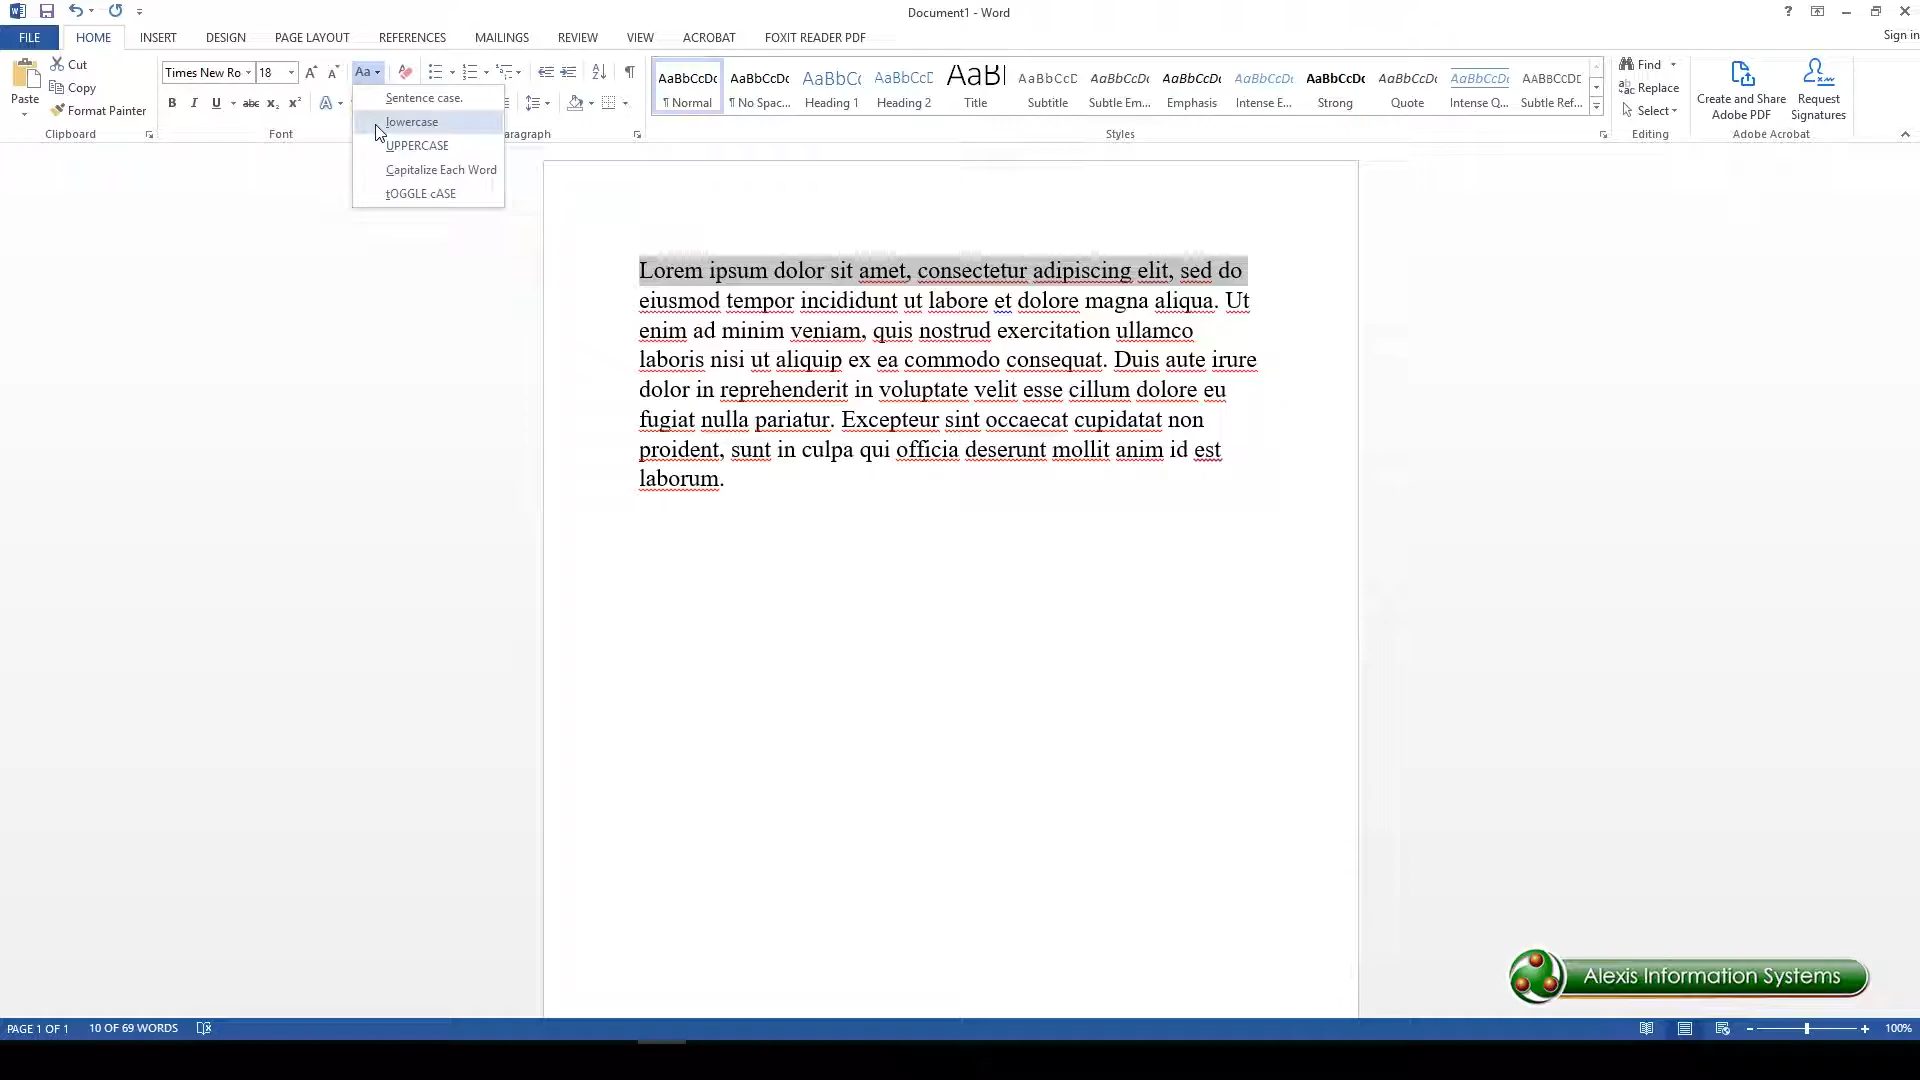 Document1 - Word
Sign in
FILE HOME INSERT DESIGN PAGE LAYOUT REFERENCES MAILINGS REVIEW VIEW ACROBAT FOXIT READER PDF
Paste
Cut
Copy
Format Painter
Clipboard
Times New Ro 18
Aa
B I U abc x₂ x² A
Font
Sentence case.
lowercase
UPPERCASE
Capitalize Each Word
tOGGLE cASE
aragraph
AaBbCcDc AaBbCcDc AaBbCc AaBbCcD AaBl AaBbCcD AaBbCcDc AaBbCcDc AaBbCcDc AaBbCcDc AaBbCcDc AaBbCcDc AABBCCDE
¶ Normal ¶ No Spac... Heading 1 Heading 2 Title Subtitle Subtle Em... Emphasis Intense E... Strong Quote Intense Q... Subtle Ref...
Styles
Find
Replace
Select
Editing
Create and Share
Adobe PDF
Request
Signatures
Adobe Acrobat
Lorem ipsum dolor sit amet, consectetur adipiscing elit, sed do
eiusmod tempor incididunt ut labore et dolore magna aliqua. Ut
enim ad minim veniam, quis nostrud exercitation ullamco
laboris nisi ut aliquip ex ea commodo consequat. Duis aute irure
dolor in reprehenderit in voluptate velit esse cillum dolore eu
fugiat nulla pariatur. Excepteur sint occaecat cupidatat non
proident, sunt in culpa qui officia deserunt mollit anim id est
laborum.
Alexis Information Systems
PAGE 1 OF 1 10 OF 69 WORDS
100%